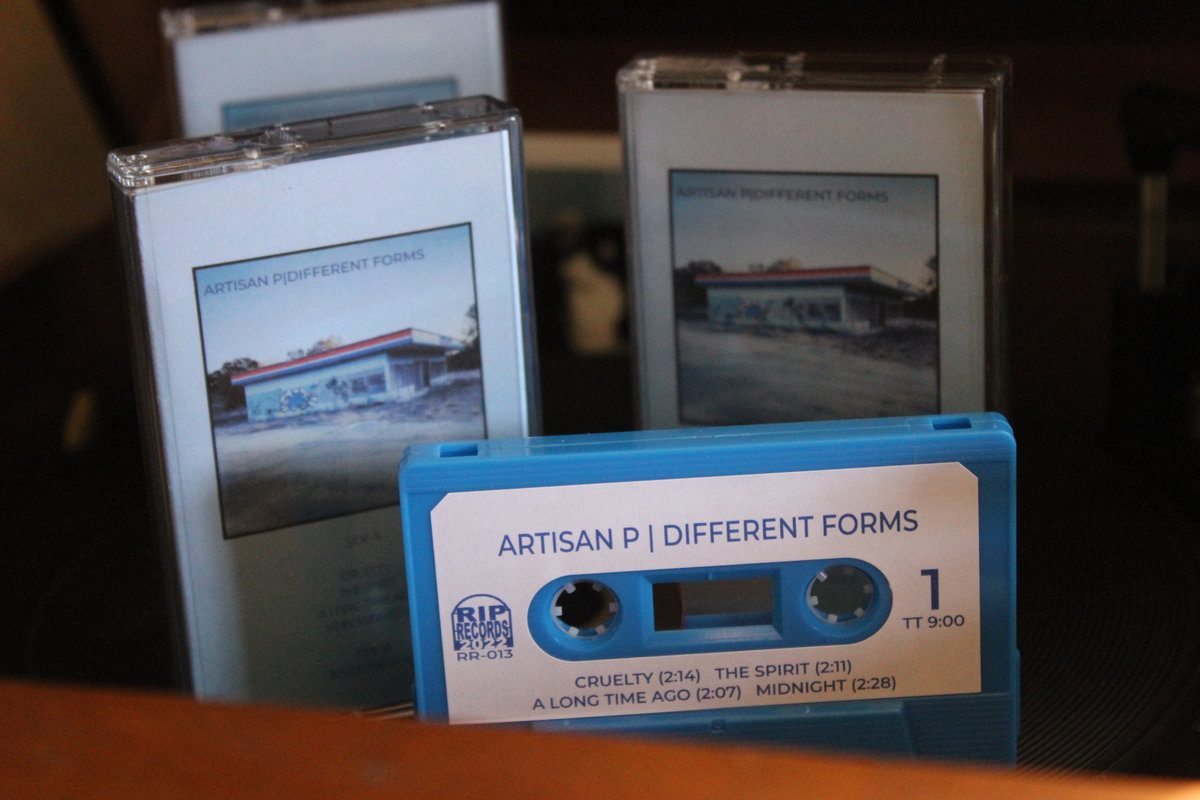 ARTISAN P|DIFFERENT FORMS
ARTISAN P|DIFFERENT FORMS
ARTISAN P | DIFFERENT FORMS
1
TT 9:00
RIP
RECORDS
2022
RR-013
CRUELTY (2:14) THE SPIRIT (2:11)
A LONG TIME AGO (2:07) MIDNIGHT (2:28)